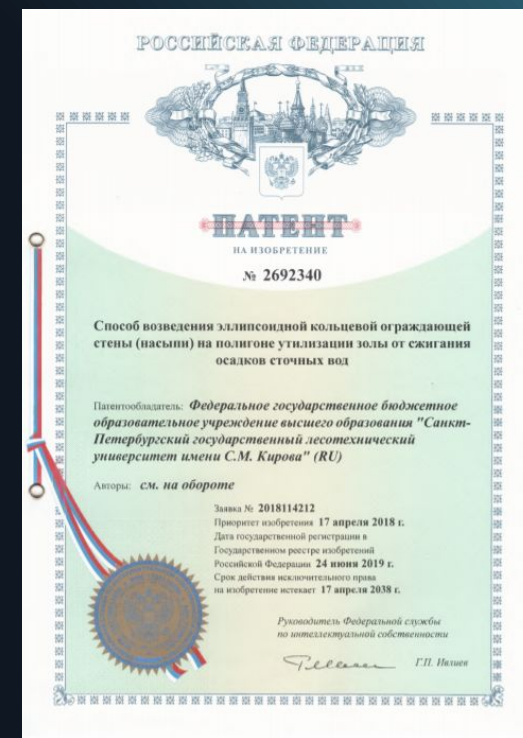 РОССИЙСКАЯ ФЕДЕРАЦИЯ
ПАТЕНТ
НА ИЗОБРЕТЕНИЕ
№ 2692340
Способ возведения эллипсоидной кольцевой ограждающей
стены (насыпи) на полигоне утилизации золы от сжигания
осадков сточных вод
Патентообладатель: Федеральное государственное бюджетное
образовательное учреждение высшего образования "Санкт-
Петербургский государственный лесотехнический
университет имени С.М. Кирова" (RU)
Авторы: см. на обороте
Заявка № 2018114212
Приоритет изобретения 17 апреля 2018 г.
Дата государственной регистрации в
Государственном реестре изобретений
Российской Федерации 24 июня 2019 г.
Срок действия исключительного права
на изобретение истекает 17 апреля 2038 г.
Руководитель Федеральной службы
по интеллектуальной собственности
Г.П. Ивлиев